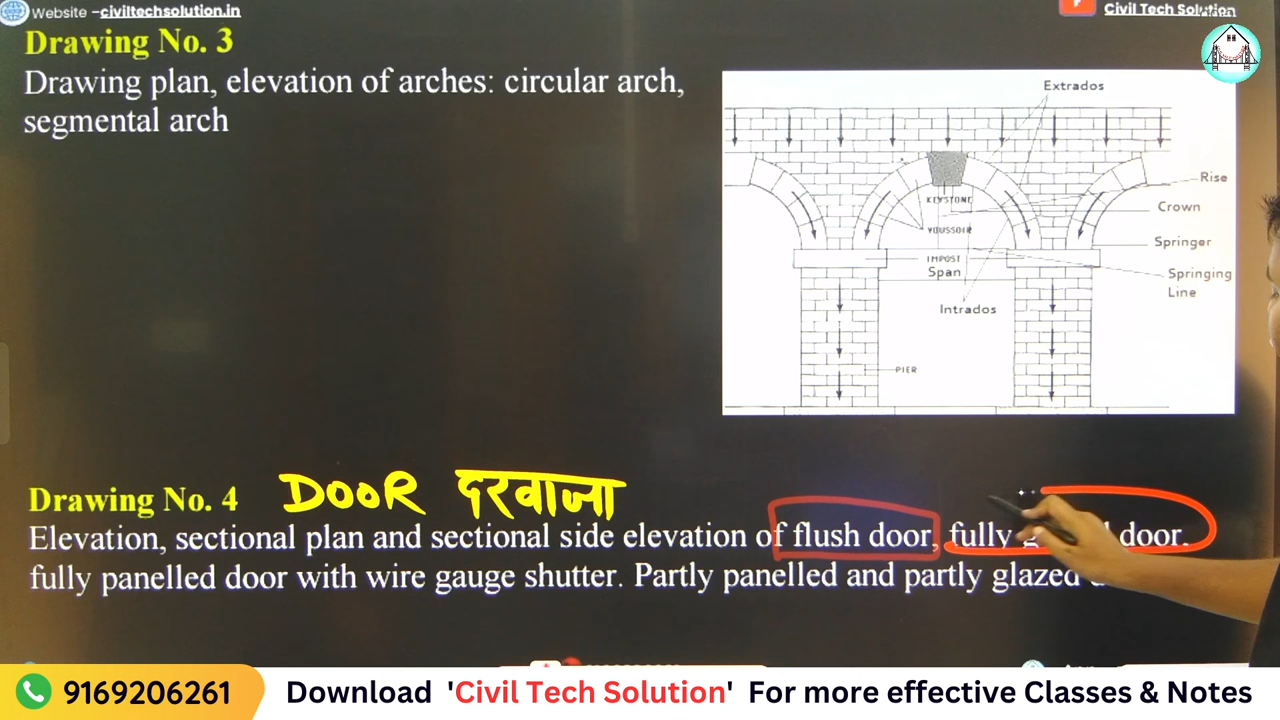 Website -civiltechsolution.in
Civil Tech Solution
Drawing No. 3
Drawing plan, elevation of arches: circular arch,
segmental arch
Extrados
Rise
KEYSTONE
Crown
VOUSSOIR
Springer
IMPOST
Span
Springing
Line
Intrados
PIER
Drawing No. 4 DOOR दरवाजा
Elevation, sectional plan and sectional side elevation of flush door, fully door,
fully panelled door with wire gauge shutter. Partly panelled and partly glazed
9169206261 Download 'Civil Tech Solution' For more effective Classes & Notes